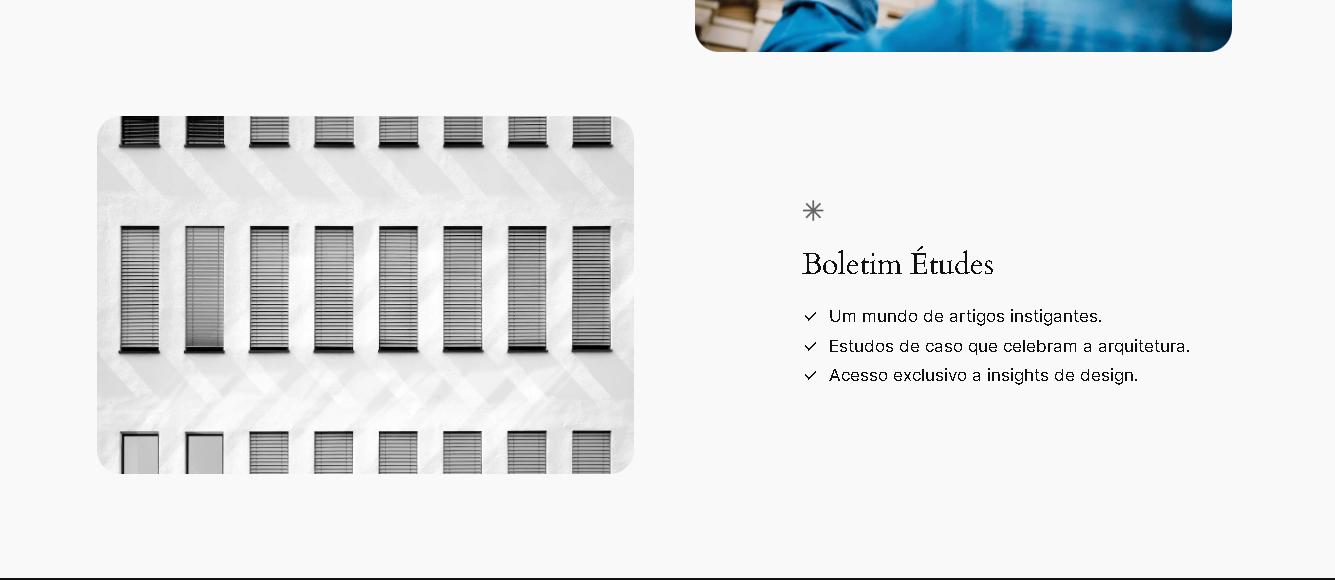 Boletim Études
Um mundo de artigos instigantes.
Estudos de caso que celebram a arquitetura.
Acesso exclusivo a insights de design.